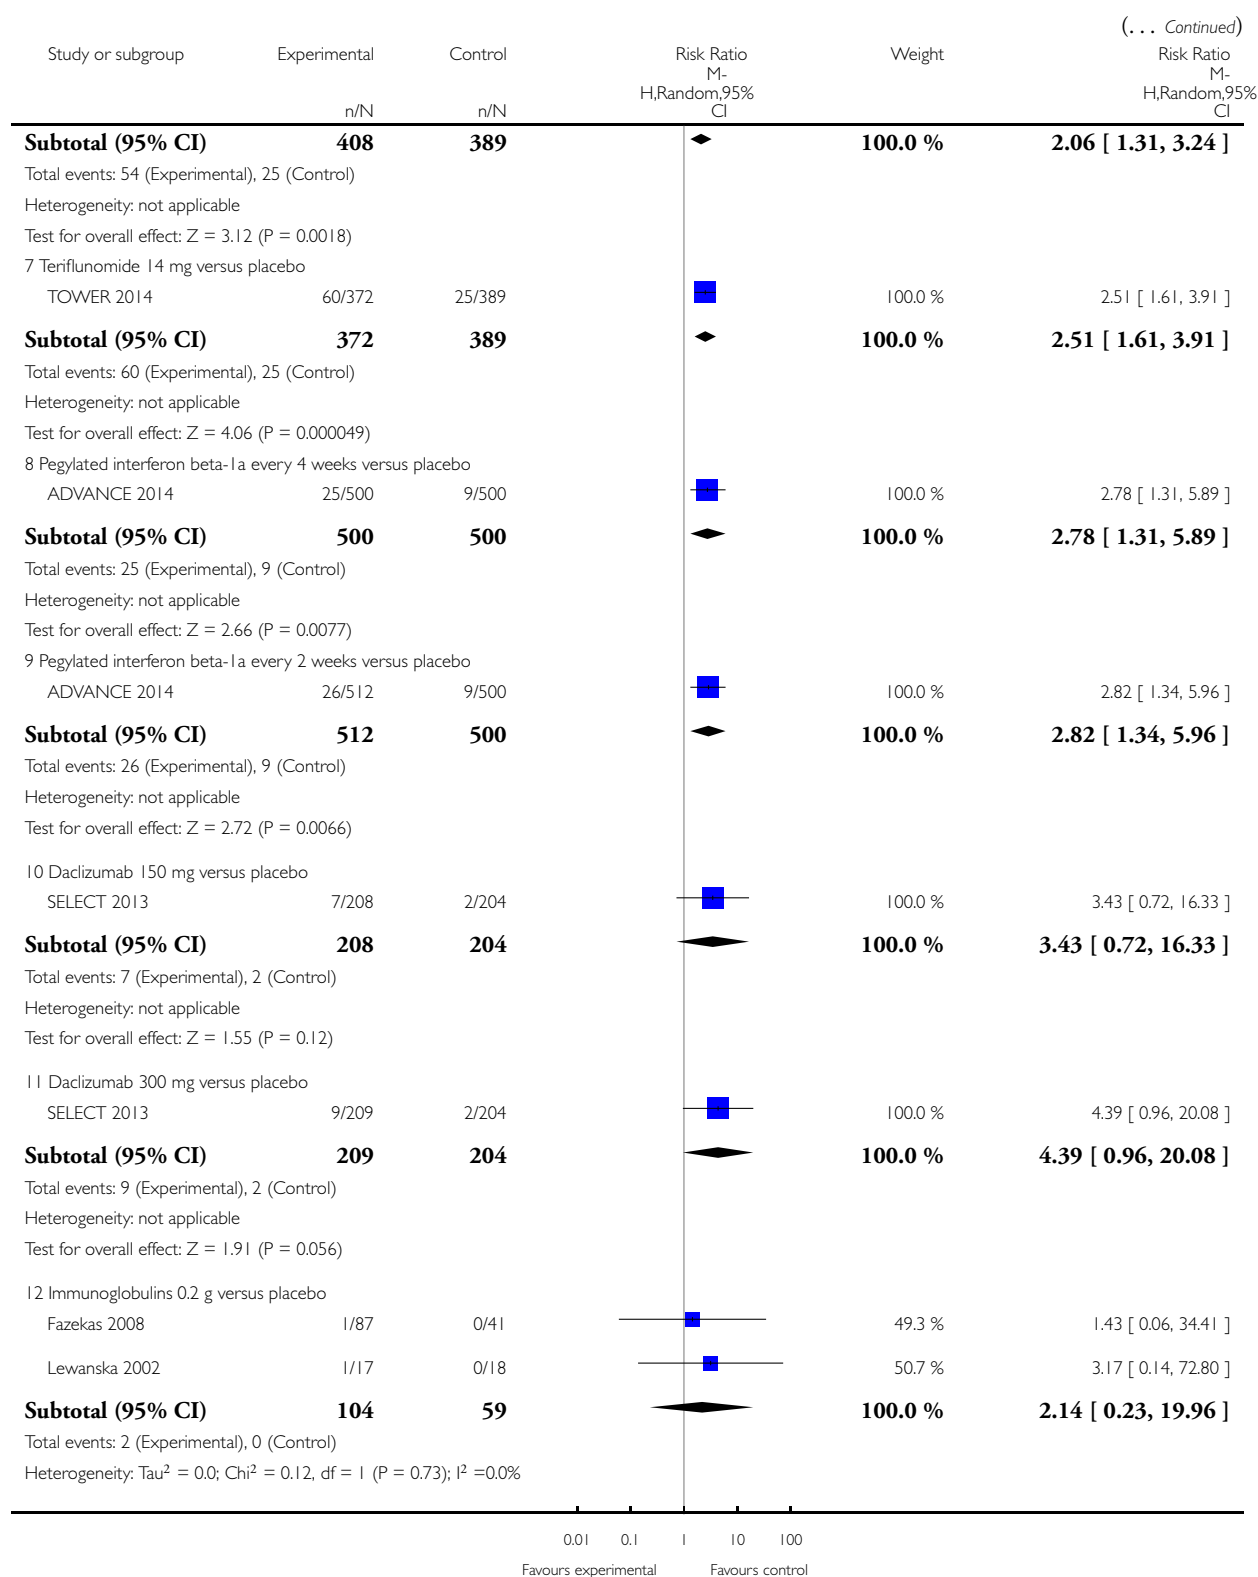 (... Continued)
Study or subgroup Experimental Control Risk Ratio Weight Risk Ratio
M- M-
H,Random,95% H,Random,95%
n/N n/N CI CI
Subtotal (95% CI) 408 389 100.0 % 2.06 [ 1.31, 3.24 ]
Total events: 54 (Experimental), 25 (Control)
Heterogeneity: not applicable
Test for overall effect: Z = 3.12 (P = 0.0018)
7 Teriflunomide 14 mg versus placebo
TOWER 2014 60/372 25/389 100.0 % 2.51 [ 1.61, 3.91 ]
Subtotal (95% CI) 372 389 100.0 % 2.51 [ 1.61, 3.91 ]
Total events: 60 (Experimental), 25 (Control)
Heterogeneity: not applicable
Test for overall effect: Z = 4.06 (P = 0.000049)
8 Pegylated interferon beta-1a every 4 weeks versus placebo
ADVANCE 2014 25/500 9/500 100.0 % 2.78 [ 1.31, 5.89 ]
Subtotal (95% CI) 500 500 100.0 % 2.78 [ 1.31, 5.89 ]
Total events: 25 (Experimental), 9 (Control)
Heterogeneity: not applicable
Test for overall effect: Z = 2.66 (P = 0.0077)
9 Pegylated interferon beta-1a every 2 weeks versus placebo
ADVANCE 2014 26/512 9/500 100.0 % 2.82 [ 1.34, 5.96 ]
Subtotal (95% CI) 512 500 100.0 % 2.82 [ 1.34, 5.96 ]
Total events: 26 (Experimental), 9 (Control)
Heterogeneity: not applicable
Test for overall effect: Z = 2.72 (P = 0.0066)
10 Daclizumab 150 mg versus placebo
SELECT 2013 7/208 2/204 100.0 % 3.43 [ 0.72, 16.33 ]
Subtotal (95% CI) 208 204 100.0 % 3.43 [ 0.72, 16.33 ]
Total events: 7 (Experimental), 2 (Control)
Heterogeneity: not applicable
Test for overall effect: Z = 1.55 (P = 0.12)
11 Daclizumab 300 mg versus placebo
SELECT 2013 9/209 2/204 100.0 % 4.39 [ 0.96, 20.08 ]
Subtotal (95% CI) 209 204 100.0 % 4.39 [ 0.96, 20.08 ]
Total events: 9 (Experimental), 2 (Control)
Heterogeneity: not applicable
Test for overall effect: Z = 1.91 (P = 0.056)
12 Immunoglobulins 0.2 g versus placebo
Fazekas 2008 1/87 0/41 49.3 % 1.43 [ 0.06, 34.41 ]
Lewanska 2002 1/17 0/18 50.7 % 3.17 [ 0.14, 72.80 ]
Subtotal (95% CI) 104 59 100.0 % 2.14 [ 0.23, 19.96 ]
Total events: 2 (Experimental), 0 (Control)
Heterogeneity: Tau² = 0.0; Chi² = 0.12, df = 1 (P = 0.73); I² =0.0%
0.01 0.1 1 10 100
Favours experimental Favours control